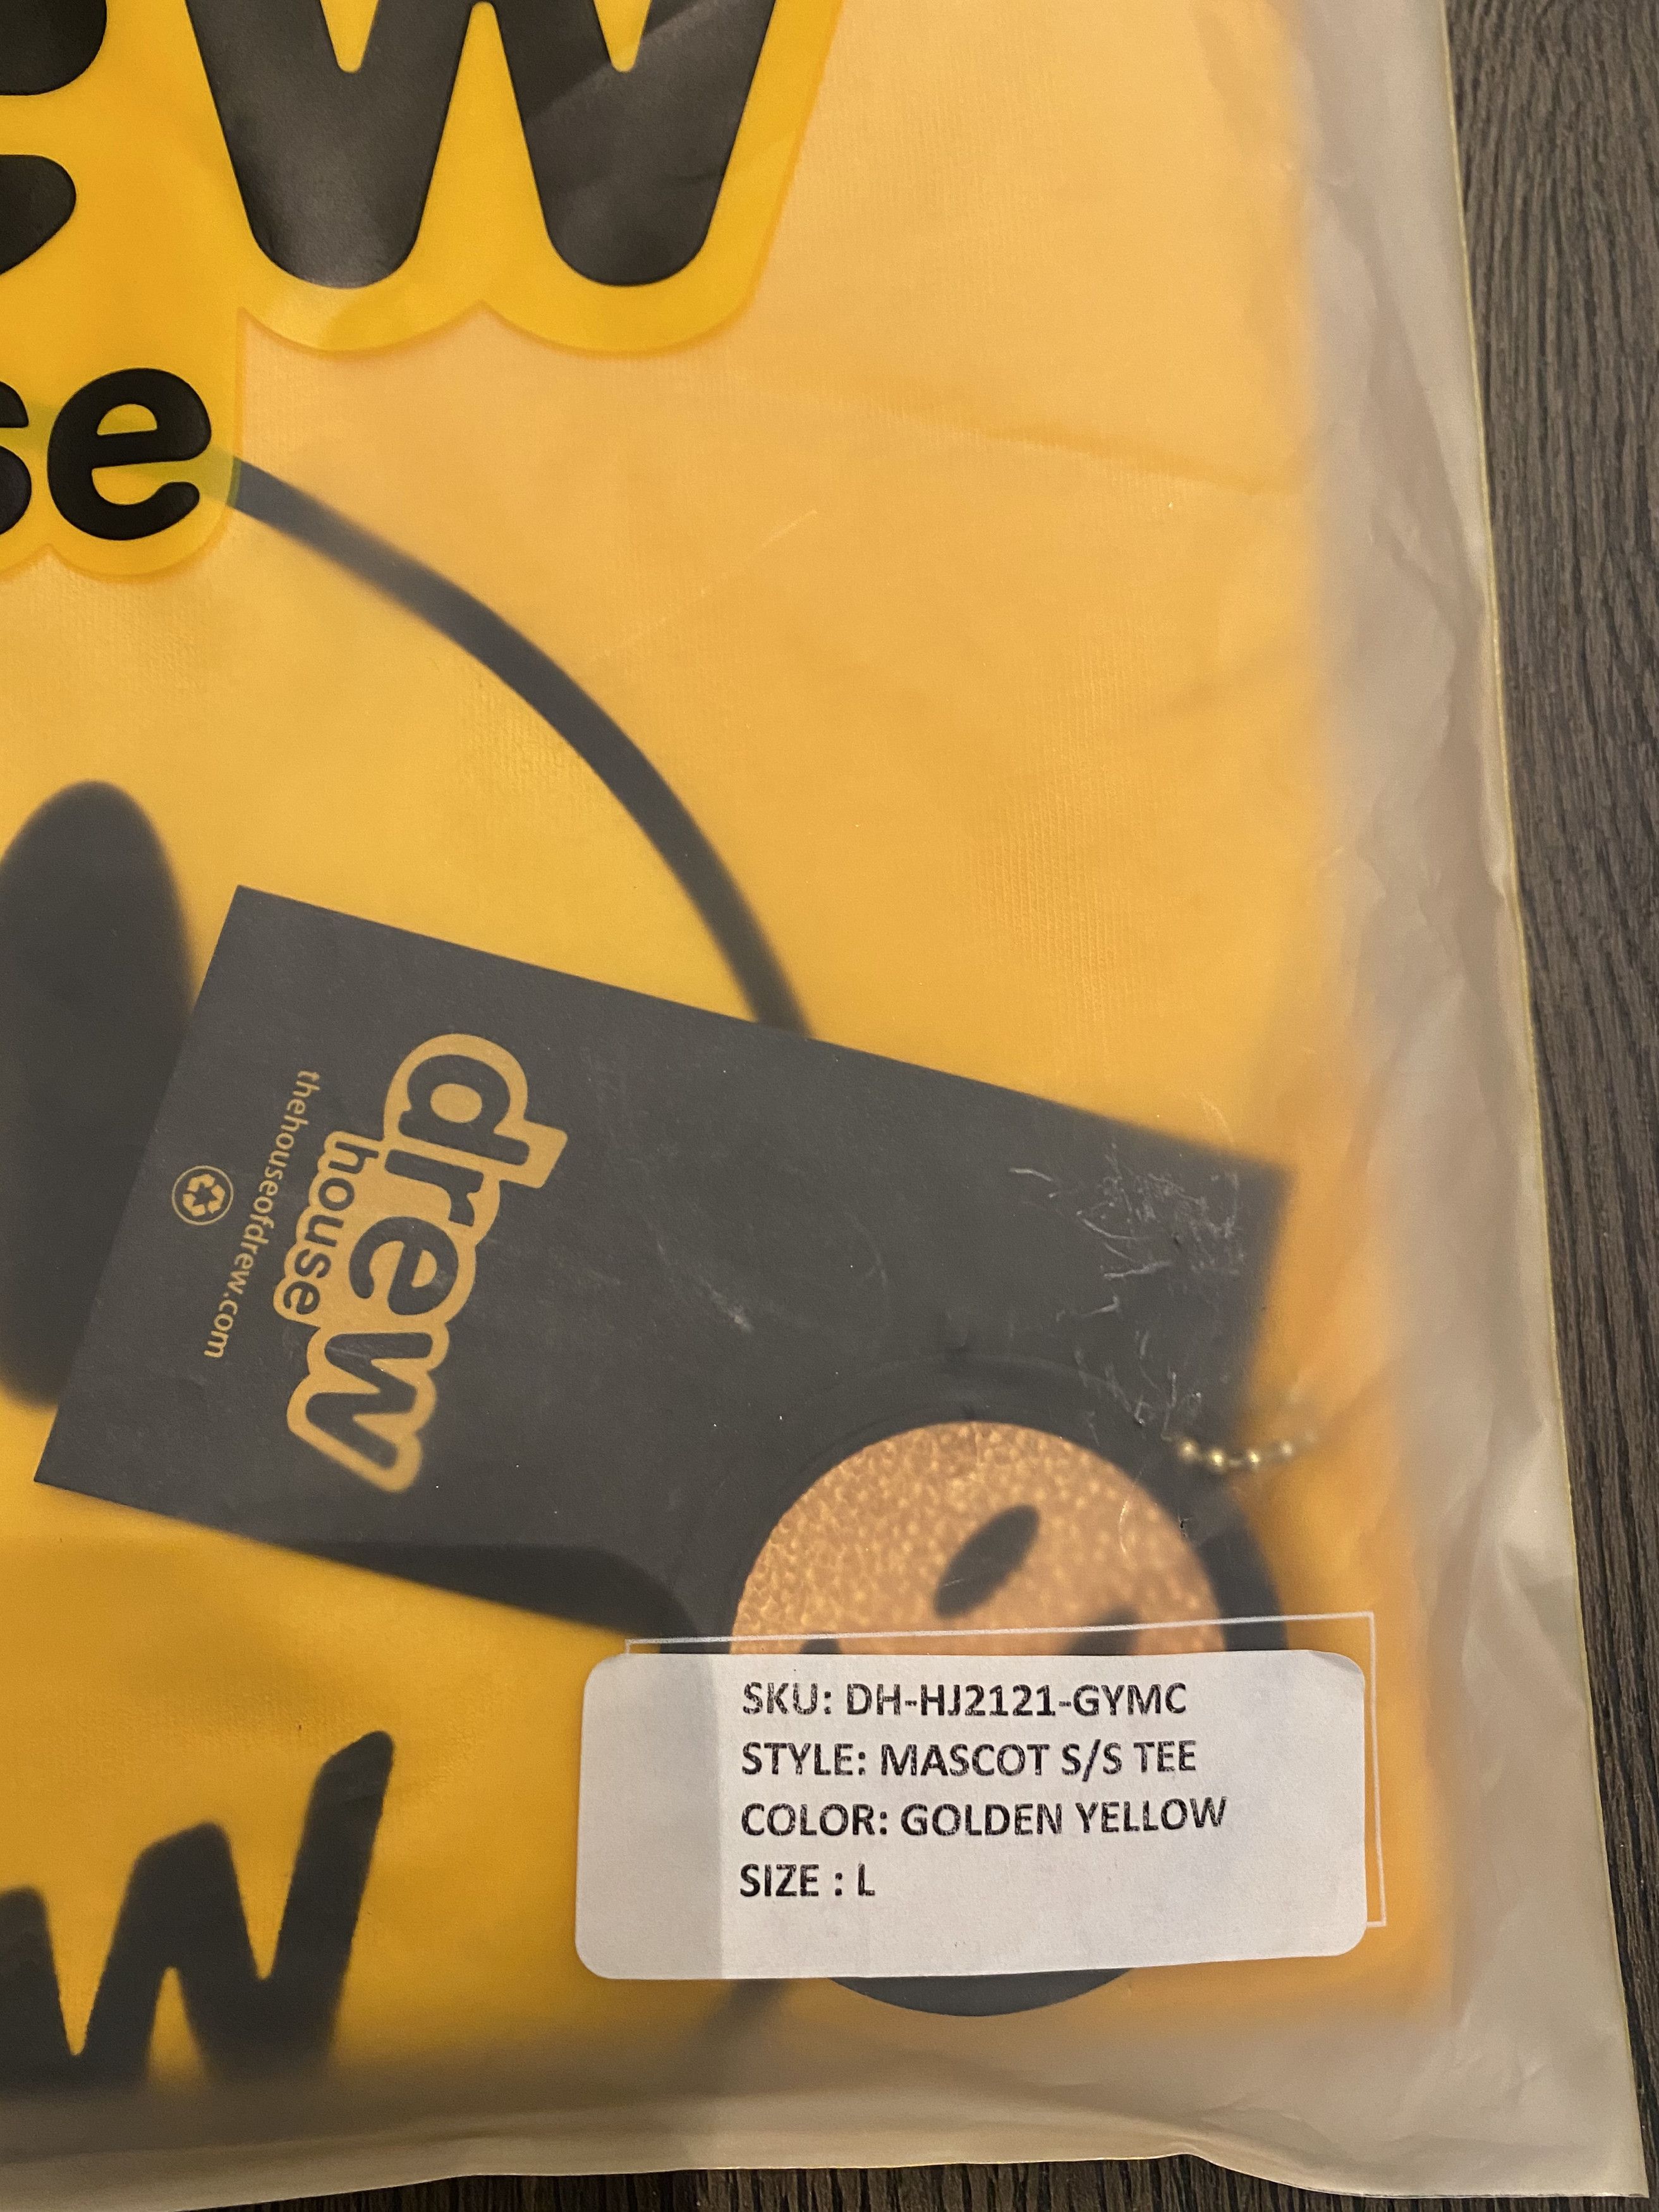 ew
se
drew
house
thehouseofdrew.com
SKU: DH-HJ2121-GYMC
STYLE: MASCOT S/S TEE
COLOR: GOLDEN YELLOW
SIZE : L
w